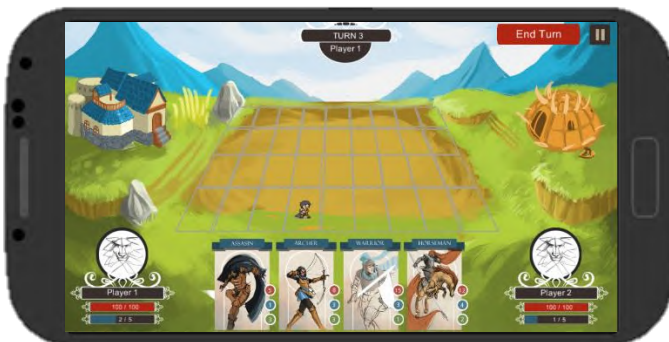 TURN 3
Player 1
End Turn
ASSASIN
ARCHER
WARRIOR
HORSEMAN
Player 1
100 / 100
2 / 5
Player 2
100 / 100
1 / 5